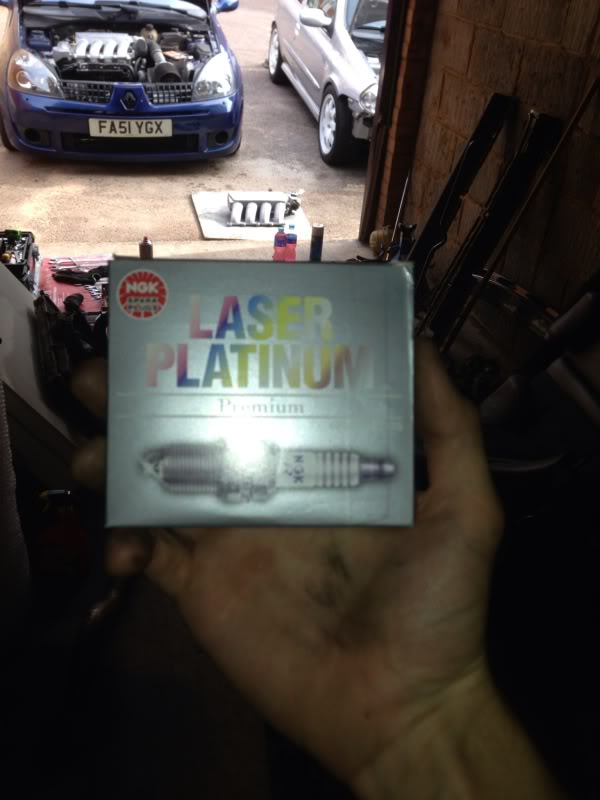 FA51 YGX
NGK
SPARK
PLUGS
LASER
PLATINUM
Premium
NGK